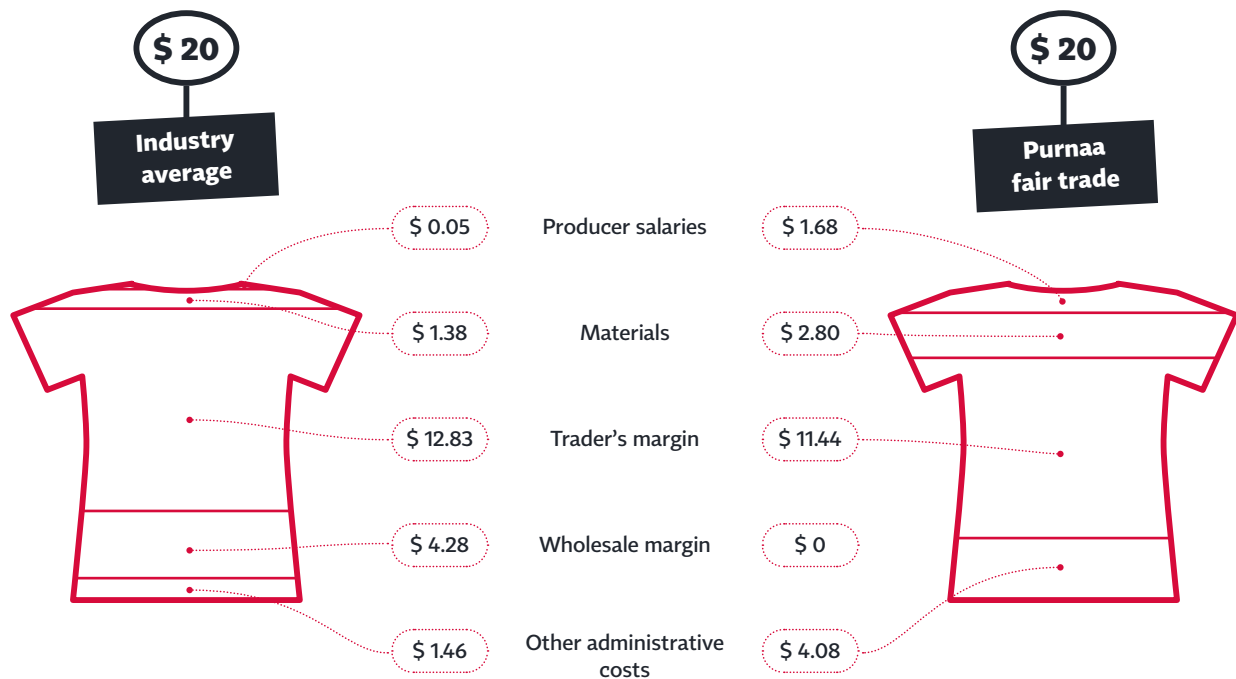 $ 20
$ 20
Industry
average
Purnaa
fair trade
$ 0.05
Producer salaries
$ 1.68
$ 1.38
Materials
$ 2.80
$ 12.83
Trader’s margin
$ 11.44
$ 4.28
Wholesale margin
$ 0
$ 1.46
Other administrative
costs
$ 4.08